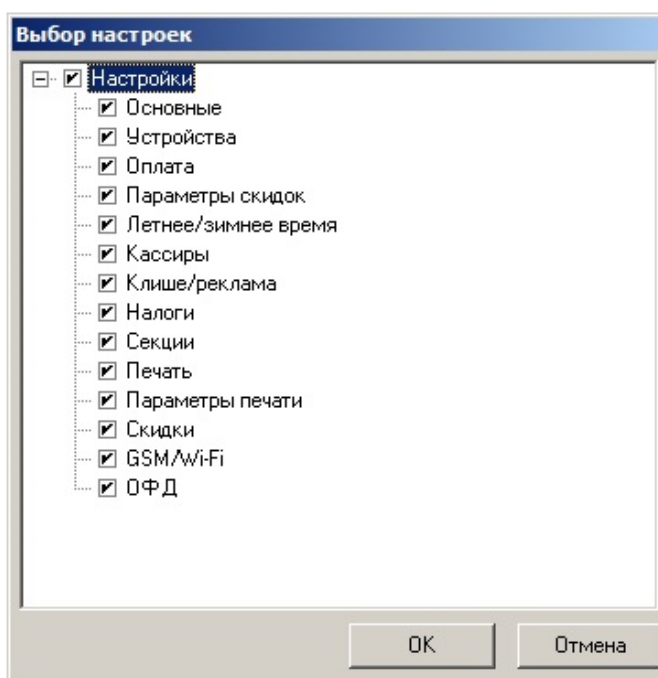 Выбор настроек
Настройки
Основные
Устройства
Оплата
Параметры скидок
Летнее/зимнее время
Кассиры
Клише/реклама
Налоги
Секции
Печать
Параметры печати
Скидки
GSM/Wi-Fi
ОФД
OK Отмена